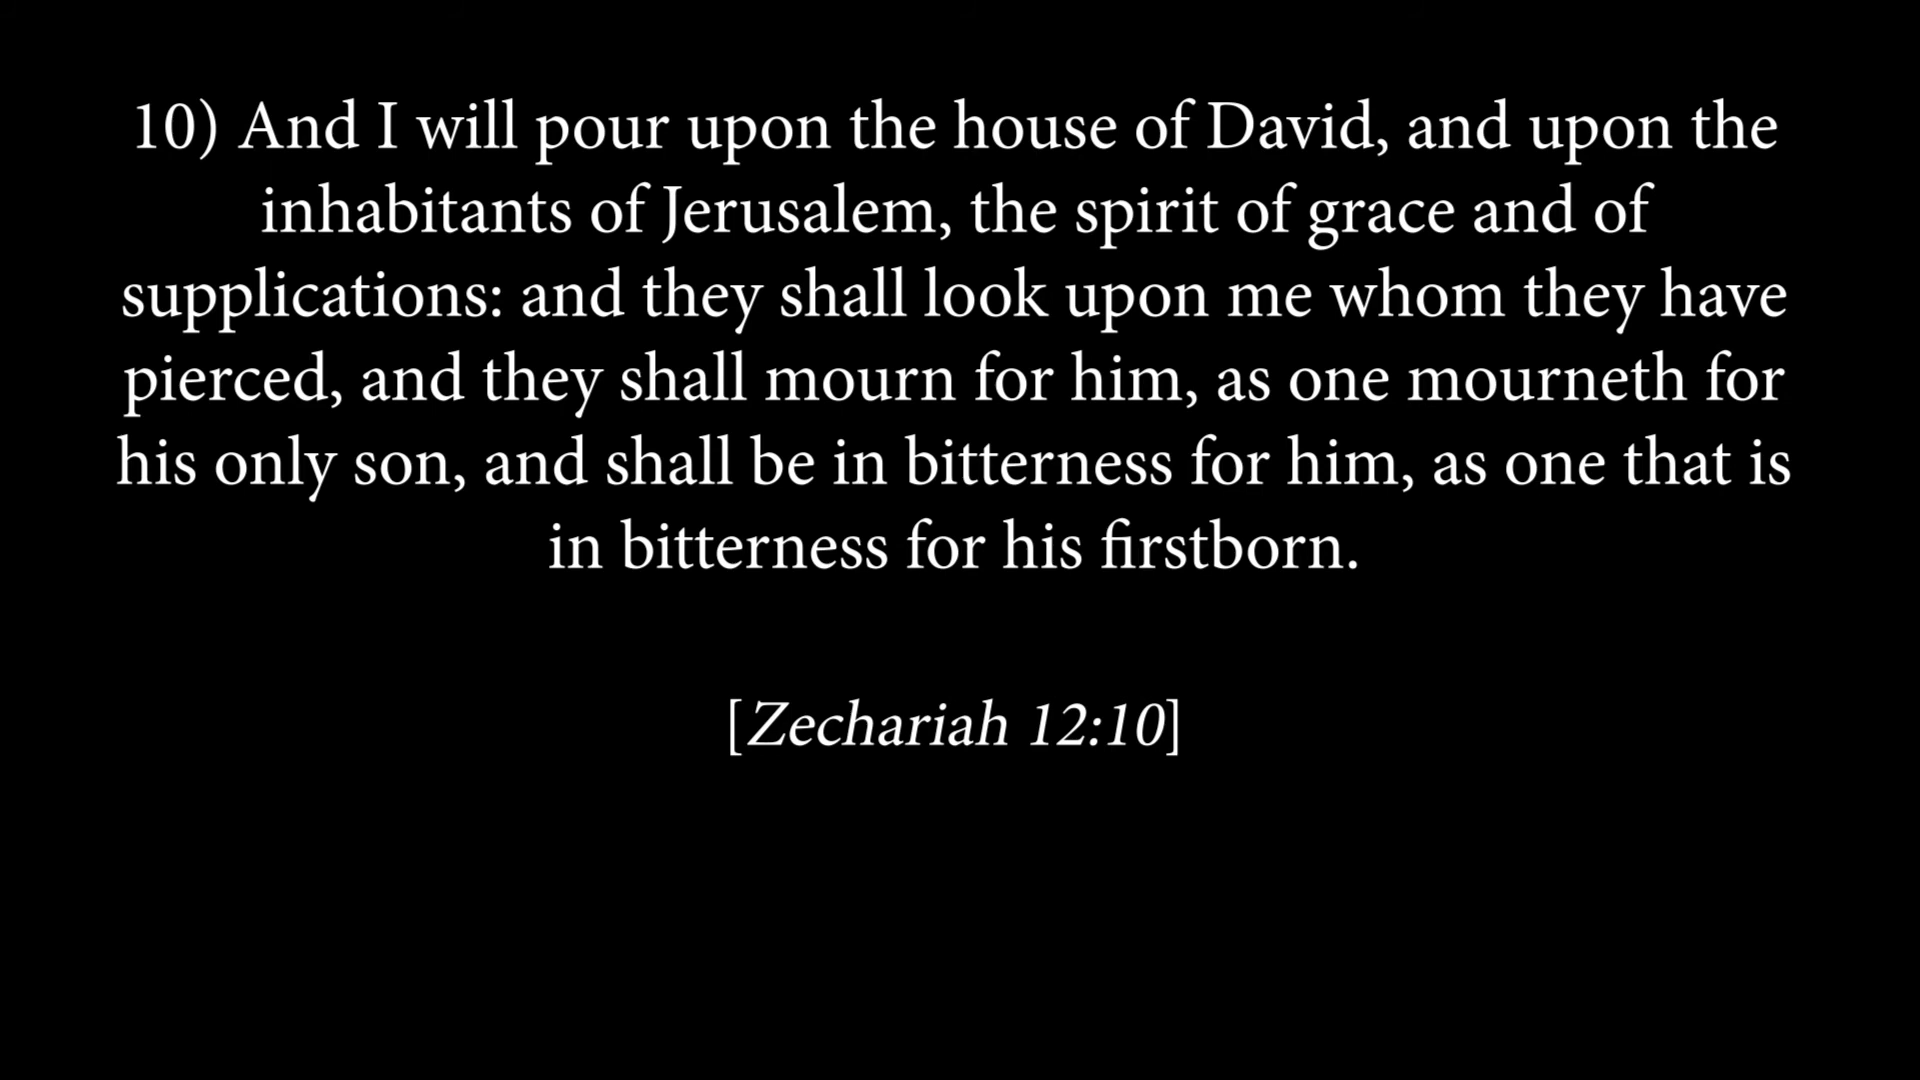 10) And I will pour upon the house of David, and upon the
inhabitants of Jerusalem, the spirit of grace and of
supplications: and they shall look upon me whom they have
pierced, and they shall mourn for him, as one mourneth for
his only son, and shall be in bitterness for him, as one that is
in bitterness for his firstborn.
[Zechariah 12:10]